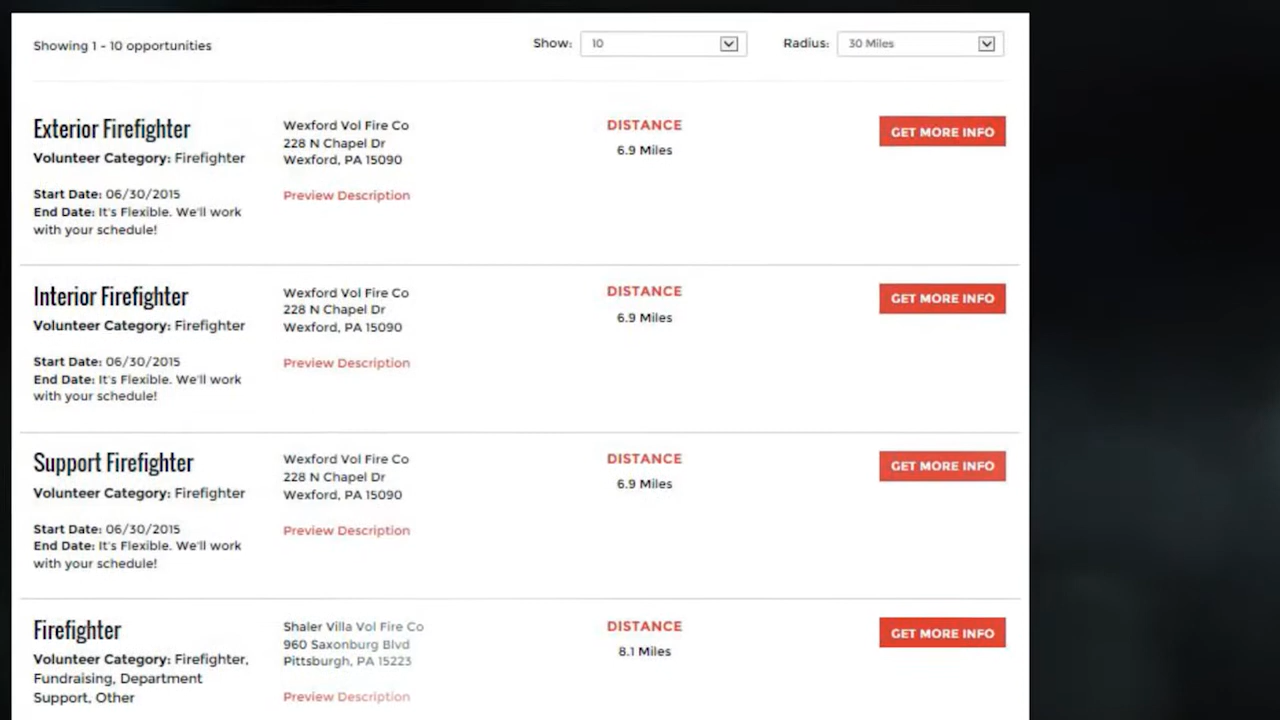 Showing 1 - 10 opportunities
Show: 10
Radius: 30 Miles
Exterior Firefighter
Volunteer Category: Firefighter
Start Date: 06/30/2015
End Date: It's Flexible. We'll work
with your schedule!
Wexford Vol Fire Co
228 N Chapel Dr
Wexford, PA 15090
Preview Description
DISTANCE
6.9 Miles
GET MORE INFO
Interior Firefighter
Volunteer Category: Firefighter
Start Date: 06/30/2015
End Date: It's Flexible. We'll work
with your schedule!
Wexford Vol Fire Co
228 N Chapel Dr
Wexford, PA 15090
Preview Description
DISTANCE
6.9 Miles
GET MORE INFO
Support Firefighter
Volunteer Category: Firefighter
Start Date: 06/30/2015
End Date: It's Flexible. We'll work
with your schedule!
Wexford Vol Fire Co
228 N Chapel Dr
Wexford, PA 15090
Preview Description
DISTANCE
6.9 Miles
GET MORE INFO
Firefighter
Volunteer Category: Firefighter,
Fundraising, Department
Support, Other
Shaler Villa Vol Fire Co
960 Saxonburg Blvd
Pittsburgh, PA 15223
Preview Description
DISTANCE
8.1 Miles
GET MORE INFO